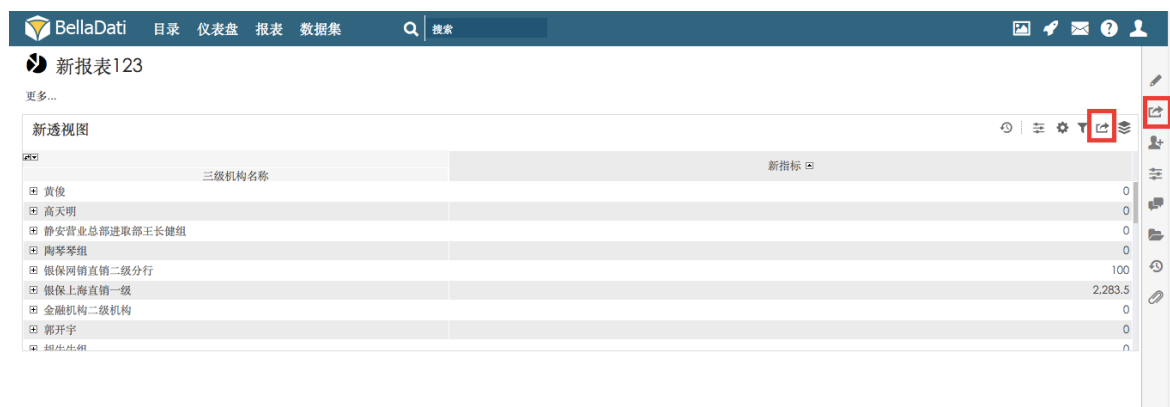 BellaDati 目录 仪表盘 报表 数据集 搜索
新报表123
更多...
新透视图
新指标
三级机构名称
黄俊 0
高天明 0
静安营业总部进取部王长健组 0
陶琴琴组 0
银保网销直销二级分行 100
银保上海直销一级 2,283.5
金融机构二级机构 0
郭开宇 0